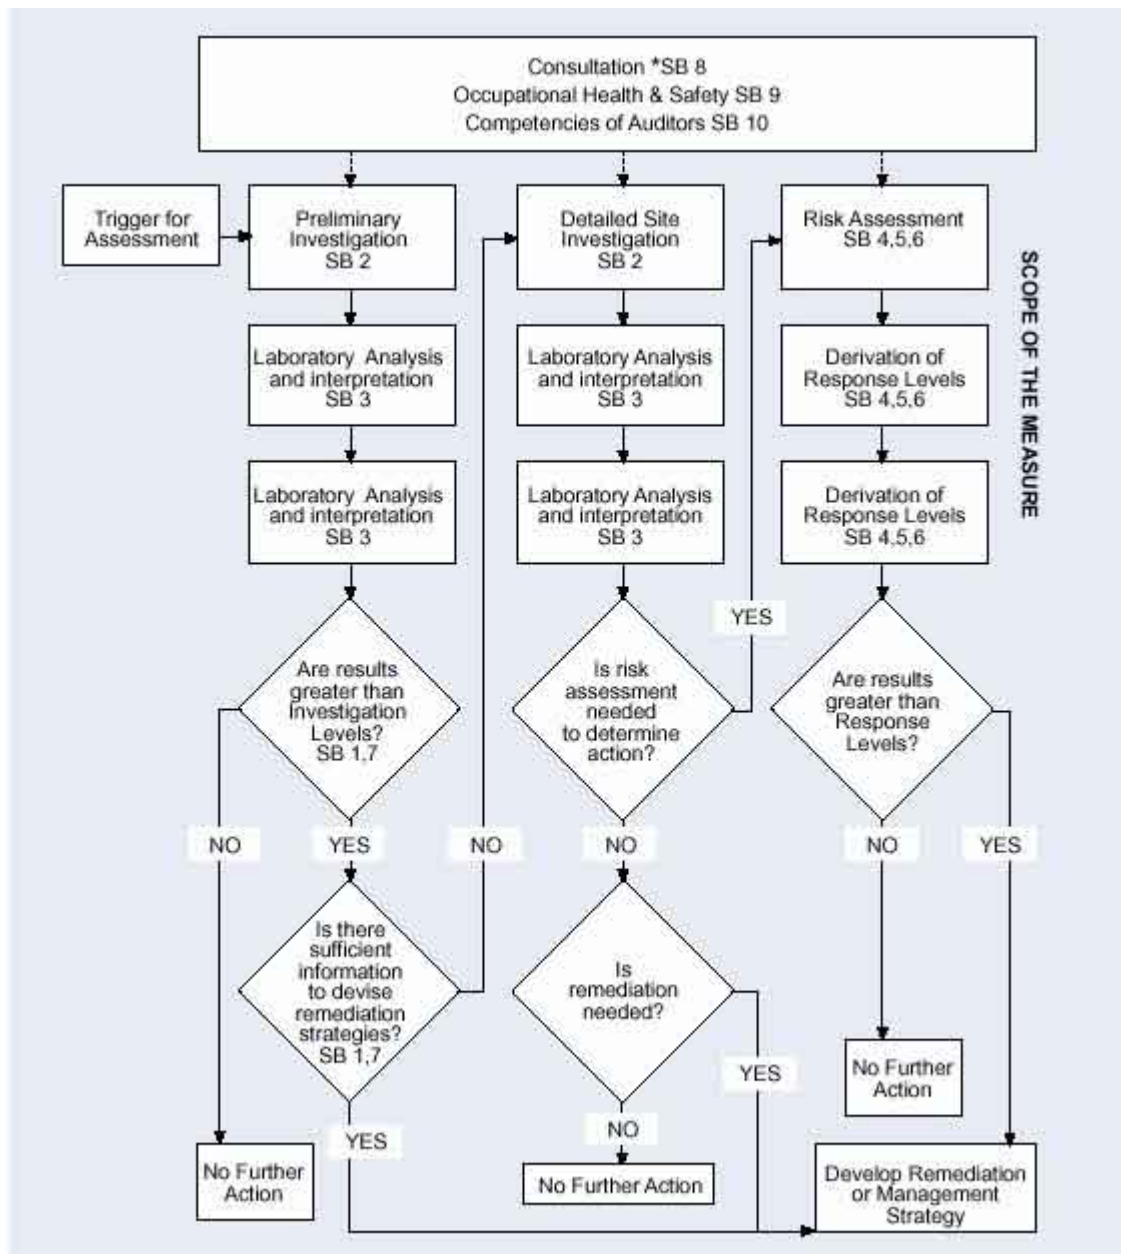 Consultation *SB 8
Occupational Health & Safety SB 9
Competencies of Auditors SB 10
Trigger for
Assessment
Preliminary
Investigation
SB 2
Laboratory Analysis
and interpretation
SB 3
Laboratory Analysis
and interpretation
SB 3
Are results
greater than
Investigation
Levels?
SB 1,7
NO
YES
Is there
sufficient
information
to devise
remediation
strategies?
SB 1,7
NO
YES
No Further
Action
Detailed Site
Investigation
SB 2
Laboratory Analysis
and interpretation
SB 3
Laboratory Analysis
and interpretation
SB 3
Is risk
assessment
needed
to determine
action?
YES
NO
Is
remediation
needed?
YES
NO
No Further Action
Risk Assessment
SB 4,5,6
Derivation of
Response Levels
SB 4,5,6
Derivation of
Response Levels
SB 4,5,6
Are results
greater than
Response
Levels?
NO
YES
No Further
Action
Develop Remediation
or Management
Strategy
SCOPE OF THE MEASURE